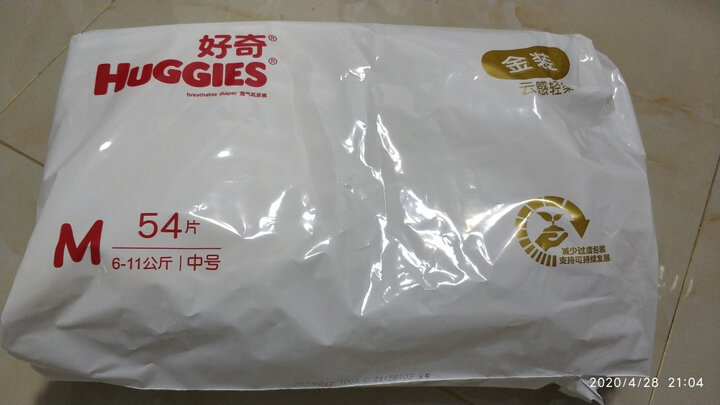 好奇®
HUGGIES®
breathable diaper 透气纸尿裤
金装
云感轻柔
M
54片
6-11公斤 | 中号
减少过度包装
支持可持续发展
2020/4/28 21:04